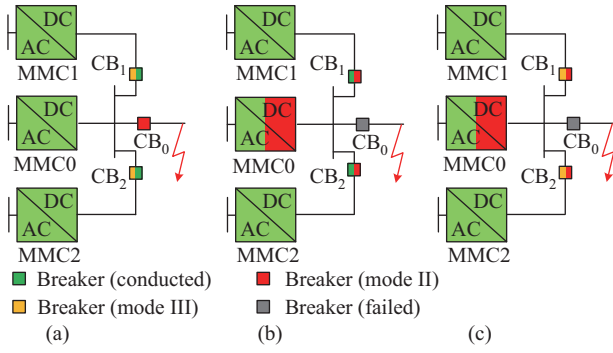 DC
AC
MMC1
CB1
DC
AC
MMC0
CB0
CB2
DC
AC
MMC2
DC
AC
MMC1
CB1
DC
AC
MMC0
CB0
CB2
DC
AC
MMC2
DC
AC
MMC1
CB1
DC
AC
MMC0
CB0
CB2
DC
AC
MMC2
Breaker (conducted)
Breaker (mode II)
Breaker (mode III)
Breaker (failed)
(a)
(b)
(c)